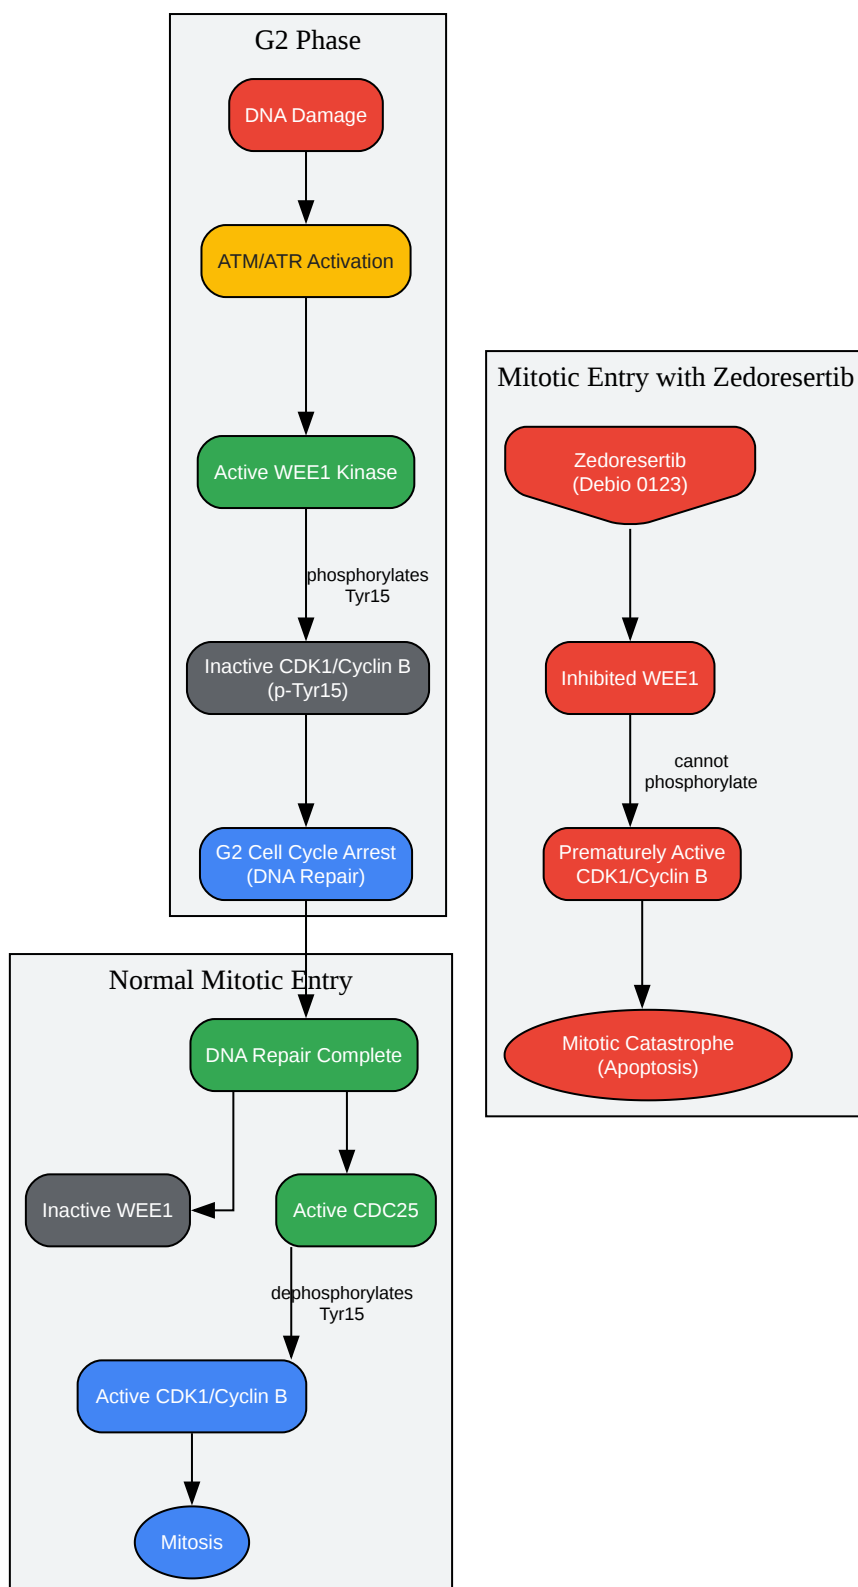 G2 Phase
DNA Damage
ATM/ATR Activation
Active WEE1 Kinase
phosphorylates
Tyr15
Inactive CDK1/Cyclin B
(p-Tyr15)
G2 Cell Cycle Arrest
(DNA Repair)
Normal Mitotic Entry
DNA Repair Complete
Inactive WEE1
Active CDC25
dephosphorylates
Tyr15
Active CDK1/Cyclin B
Mitosis
Mitotic Entry with Zedoresertib
Zedoresertib
(Debio 0123)
Inhibited WEE1
cannot
phosphorylate
Prematurely Active
CDK1/Cyclin B
Mitotic Catastrophe
(Apoptosis)